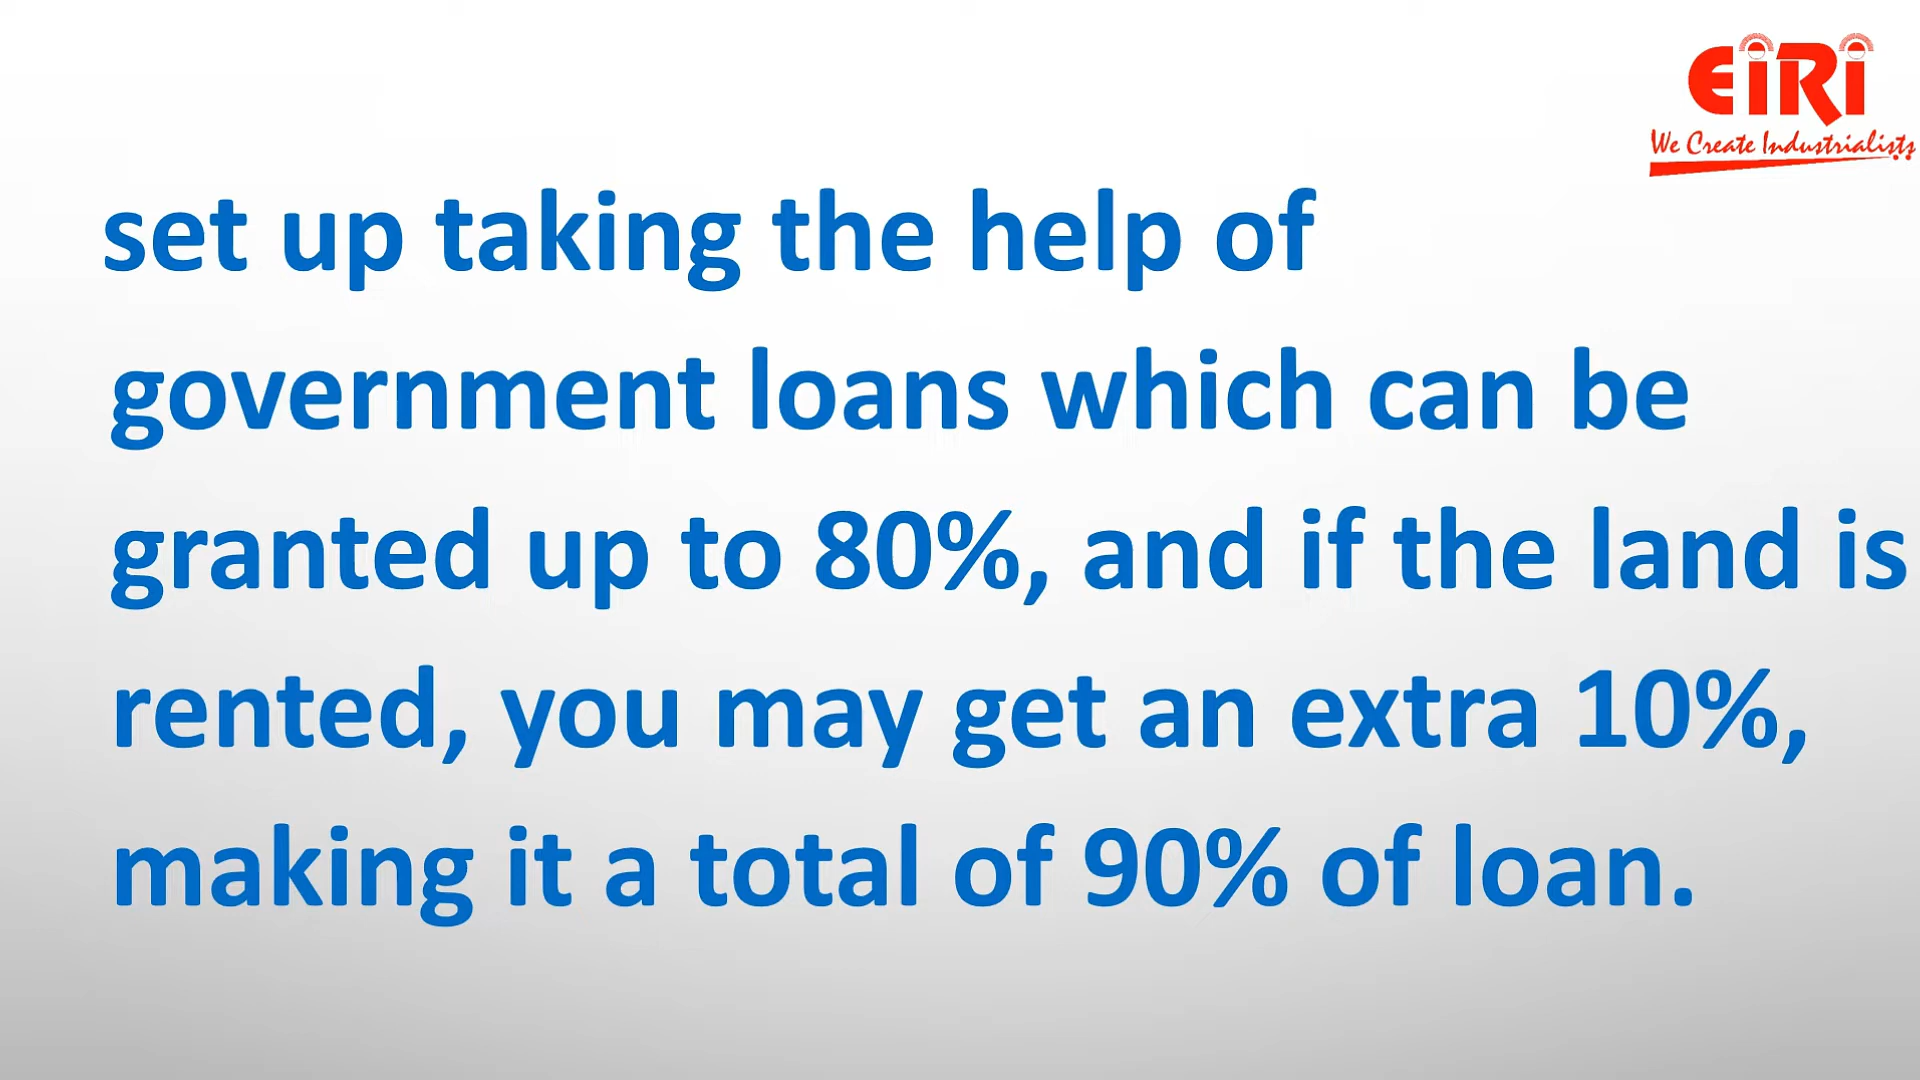 EiRi
We Create Industrialists
set up taking the help of
government loans which can be
granted up to 80%, and if the land is
rented, you may get an extra 10%,
making it a total of 90% of loan.